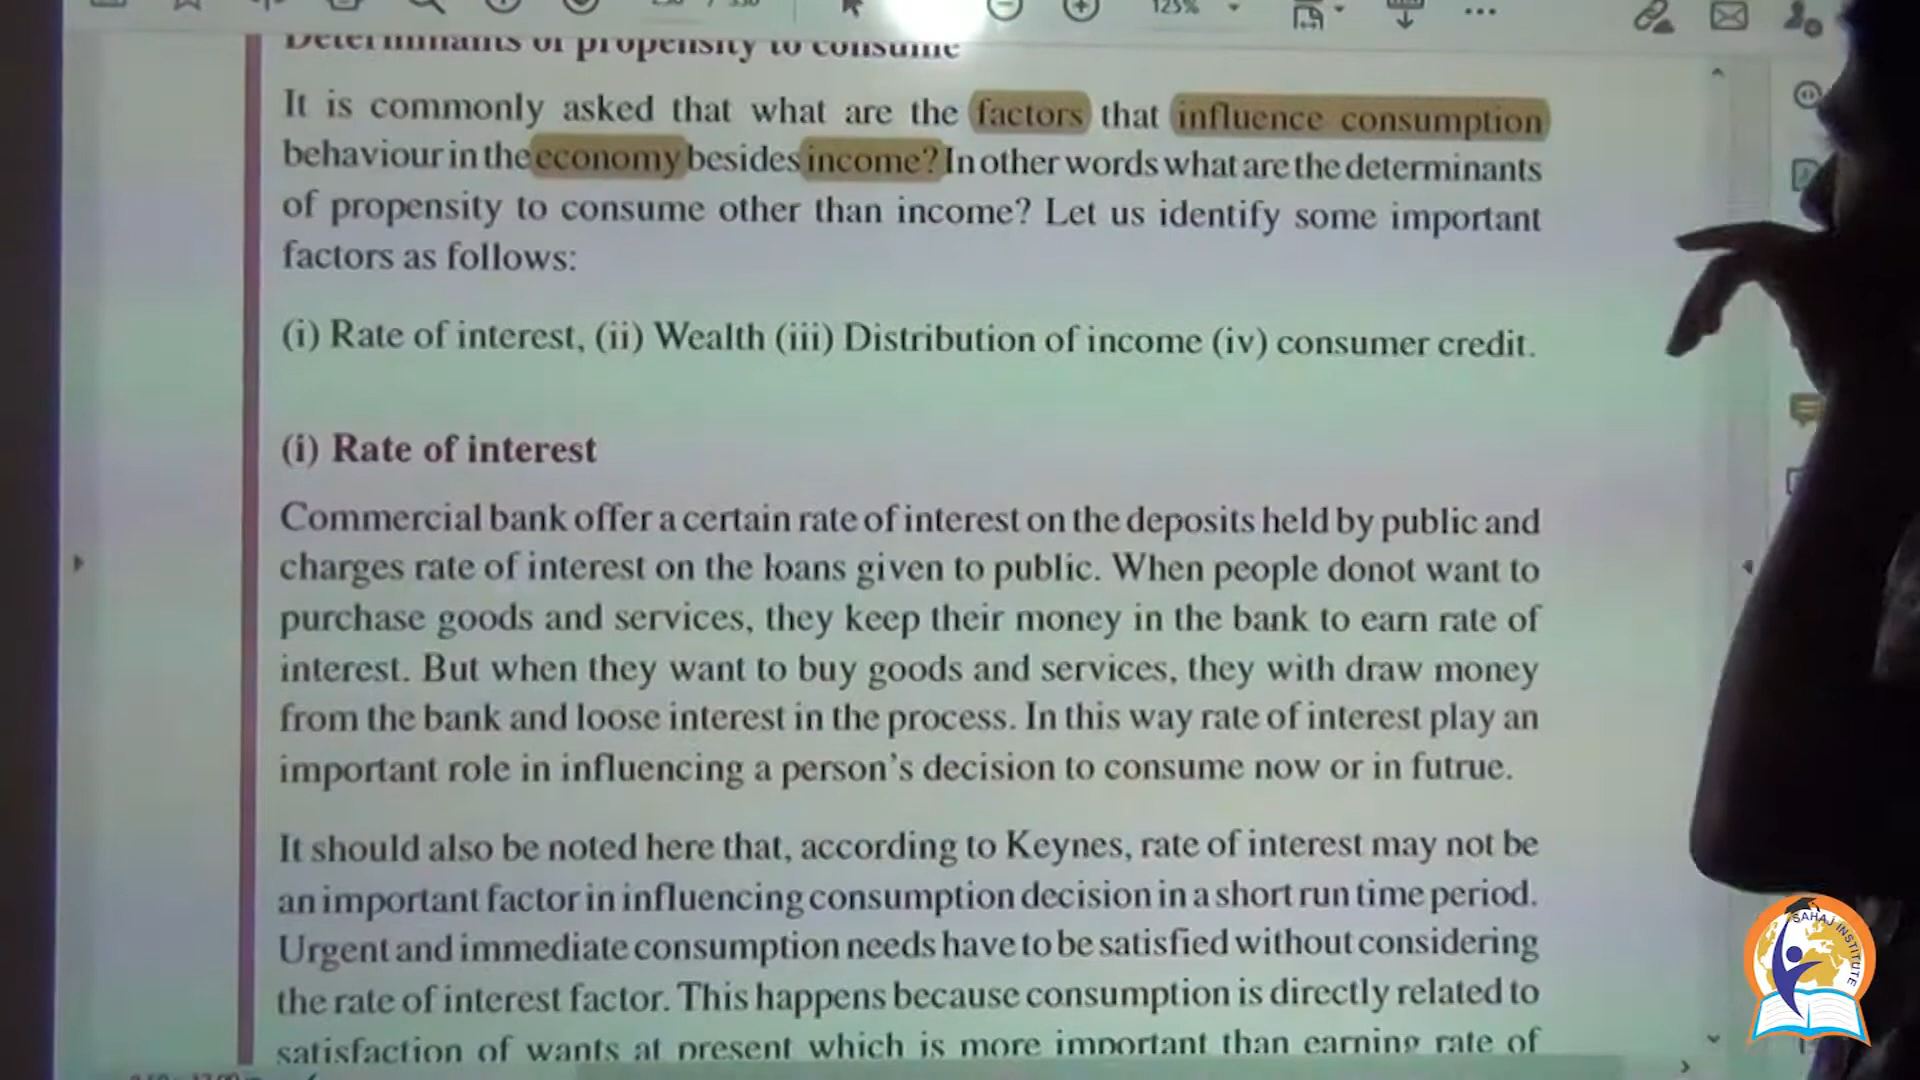 125%
Determinants of propensity to consume
It is commonly asked that what are the factors that influence consumption
behaviour in the economy besides income? In other words what are the determinants
of propensity to consume other than income? Let us identify some important
factors as follows:
(i) Rate of interest, (ii) Wealth (iii) Distribution of income (iv) consumer credit.
(i) Rate of interest
Commercial bank offer a certain rate of interest on the deposits held by public and
charges rate of interest on the loans given to public. When people donot want to
purchase goods and services, they keep their money in the bank to earn rate of
interest. But when they want to buy goods and services, they with draw money
from the bank and loose interest in the process. In this way rate of interest play an
important role in influencing a person's decision to consume now or in futrue.
It should also be noted here that, according to Keynes, rate of interest may not be
an important factor in influencing consumption decision in a short run time period.
Urgent and immediate consumption needs have to be satisfied without considering
the rate of interest factor. This happens because consumption is directly related to
satisfaction of wants at present which is more important than earning rate of
SAHAJ INSTITUTE